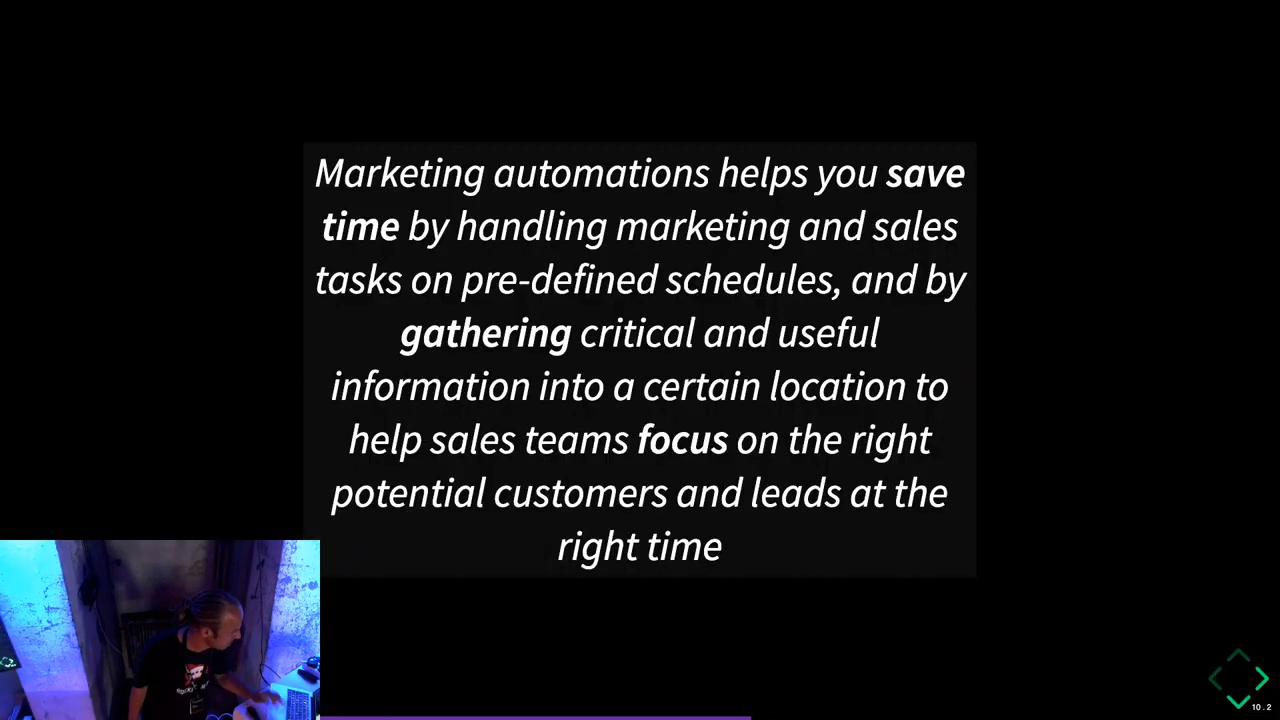 Marketing automations helps you save
time by handling marketing and sales
tasks on pre-defined schedules, and by
gathering critical and useful
information into a certain location to
help sales teams focus on the right
potential customers and leads at the
right time
10.2